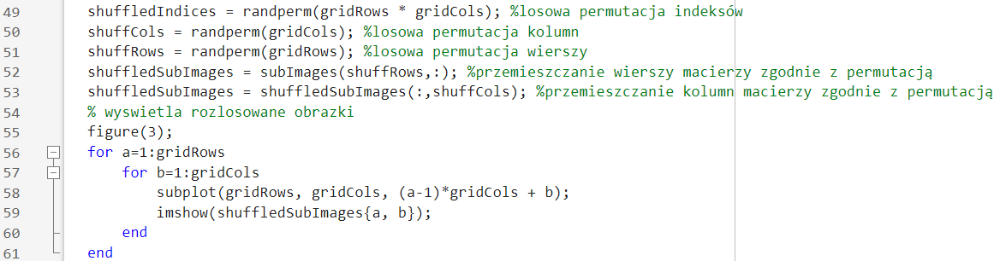 49 shuffledIndices = randperm(gridRows * gridCols); %losowa permutacja indeksów
50 shuffCols = randperm(gridCols); %losowa permutacja kolumn
51 shuffRows = randperm(gridRows); %losowa permutacja wierszy
52 shuffledSubImages = subImages(shuffRows,:); %przemieszczanie wierszy macierzy zgodnie z permutacją
53 shuffledSubImages = shuffledSubImages(:,shuffCols); %przemieszczanie kolumn macierzy zgodnie z permutacją
54 % wyswietla rozlosowane obrazki
55 figure(3);
56 for a=1:gridRows
57 for b=1:gridCols
58 subplot(gridRows, gridCols, (a-1)*gridCols + b);
59 imshow(shuffledSubImages{a, b});
60 end
61 end